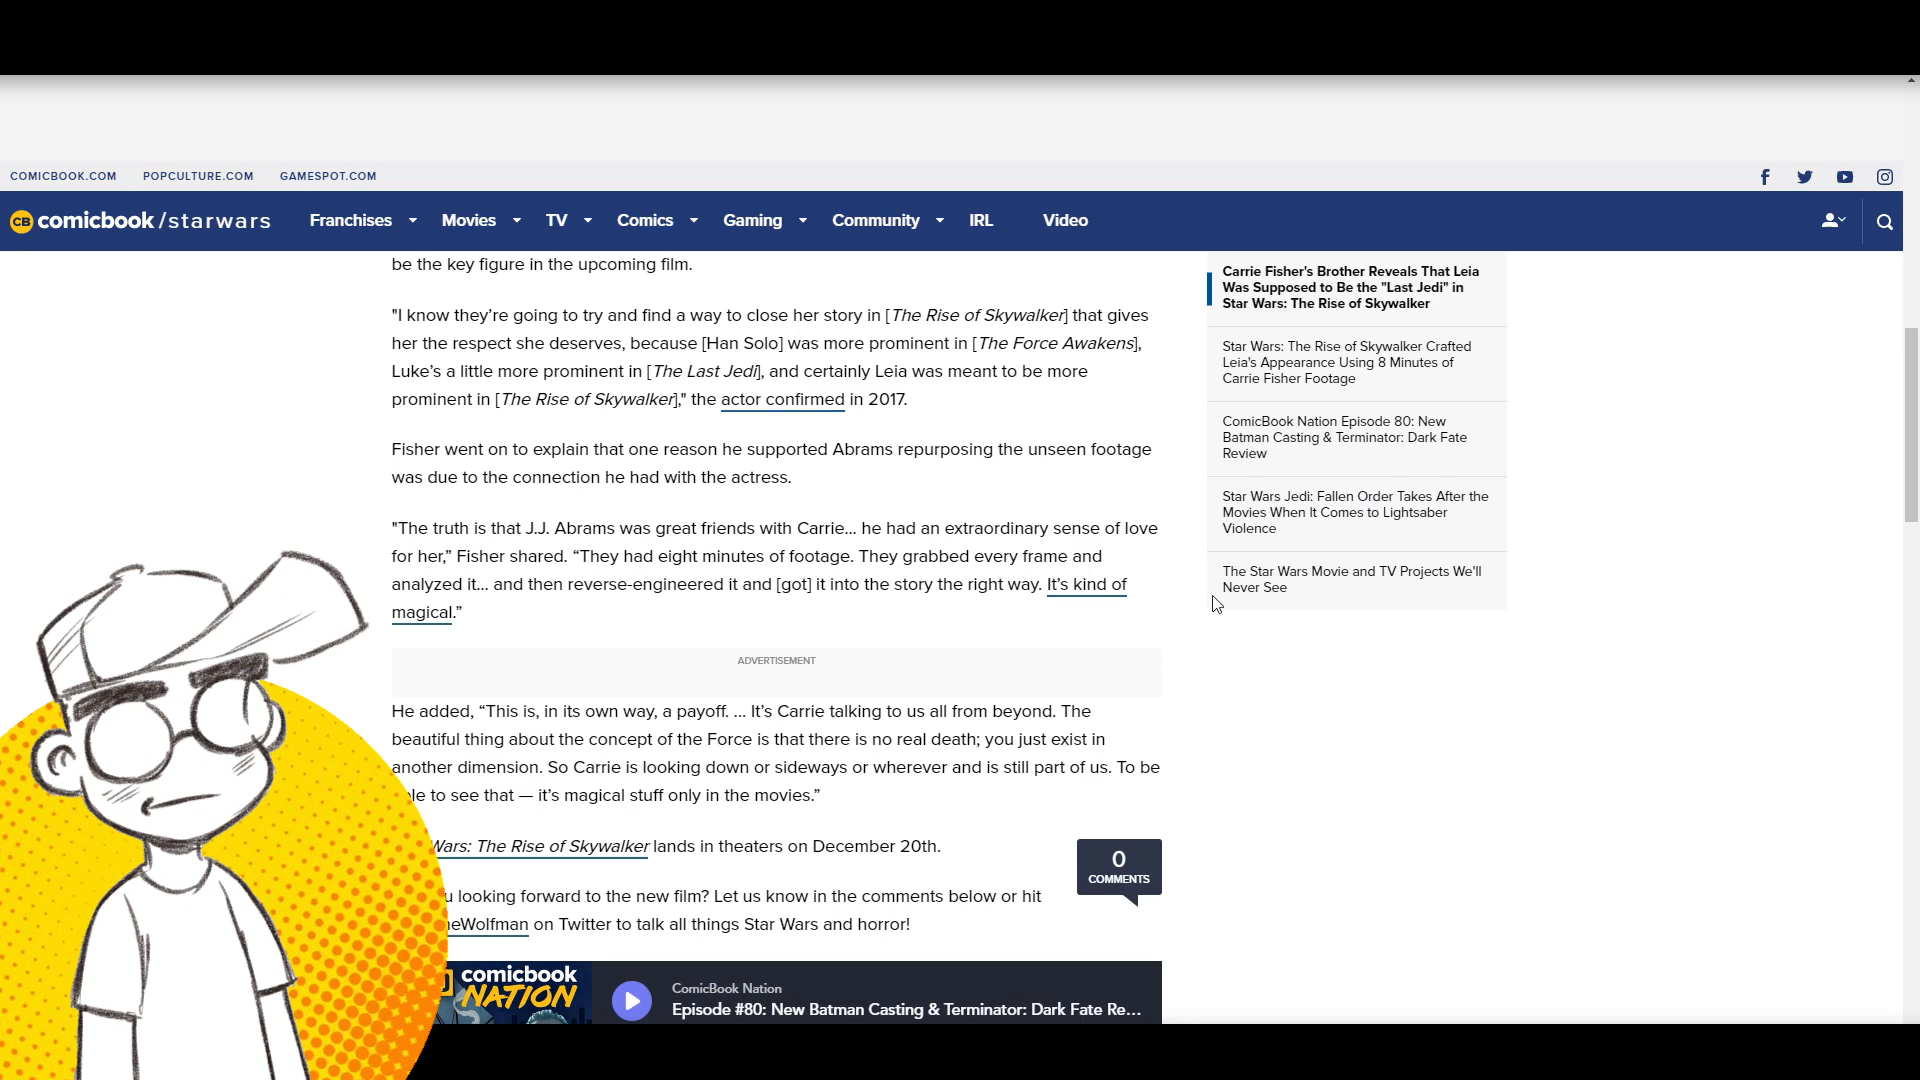 COMICBOOK.COM POPCULTURE.COM GAMESPOT.COM
CB comicbook/starwars Franchises Movies TV Comics Gaming Community IRL Video
be the key figure in the upcoming film.
"I know they’re going to try and find a way to close her story in [The Rise of Skywalker] that gives
her the respect she deserves, because [Han Solo] was more prominent in [The Force Awakens],
Luke’s a little more prominent in [The Last Jedi], and certainly Leia was meant to be more
prominent in [The Rise of Skywalker]," the actor confirmed in 2017.
Fisher went on to explain that one reason he supported Abrams repurposing the unseen footage
was due to the connection he had with the actress.
"The truth is that J.J. Abrams was great friends with Carrie... he had an extraordinary sense of love
for her,” Fisher shared. “They had eight minutes of footage. They grabbed every frame and
analyzed it... and then reverse-engineered it and [got] it into the story the right way. It’s kind of
magical.”
ADVERTISEMENT
He added, “This is, in its own way, a payoff. ... It’s Carrie talking to us all from beyond. The
beautiful thing about the concept of the Force is that there is no real death; you just exist in
another dimension. So Carrie is looking down or sideways or wherever and is still part of us. To be
le to see that — it’s magical stuff only in the movies.”
Wars: The Rise of Skywalker lands in theaters on December 20th.
u looking forward to the new film? Let us know in the comments below or hit
eWolfman on Twitter to talk all things Star Wars and horror!
0
COMMENTS
comicbook
NATION
ComicBook Nation
Episode #80: New Batman Casting & Terminator: Dark Fate Re...
Carrie Fisher's Brother Reveals That Leia
Was Supposed to Be the "Last Jedi" in
Star Wars: The Rise of Skywalker
Star Wars: The Rise of Skywalker Crafted
Leia's Appearance Using 8 Minutes of
Carrie Fisher Footage
ComicBook Nation Episode 80: New
Batman Casting & Terminator: Dark Fate
Review
Star Wars Jedi: Fallen Order Takes After the
Movies When It Comes to Lightsaber
Violence
The Star Wars Movie and TV Projects We'll
Never See